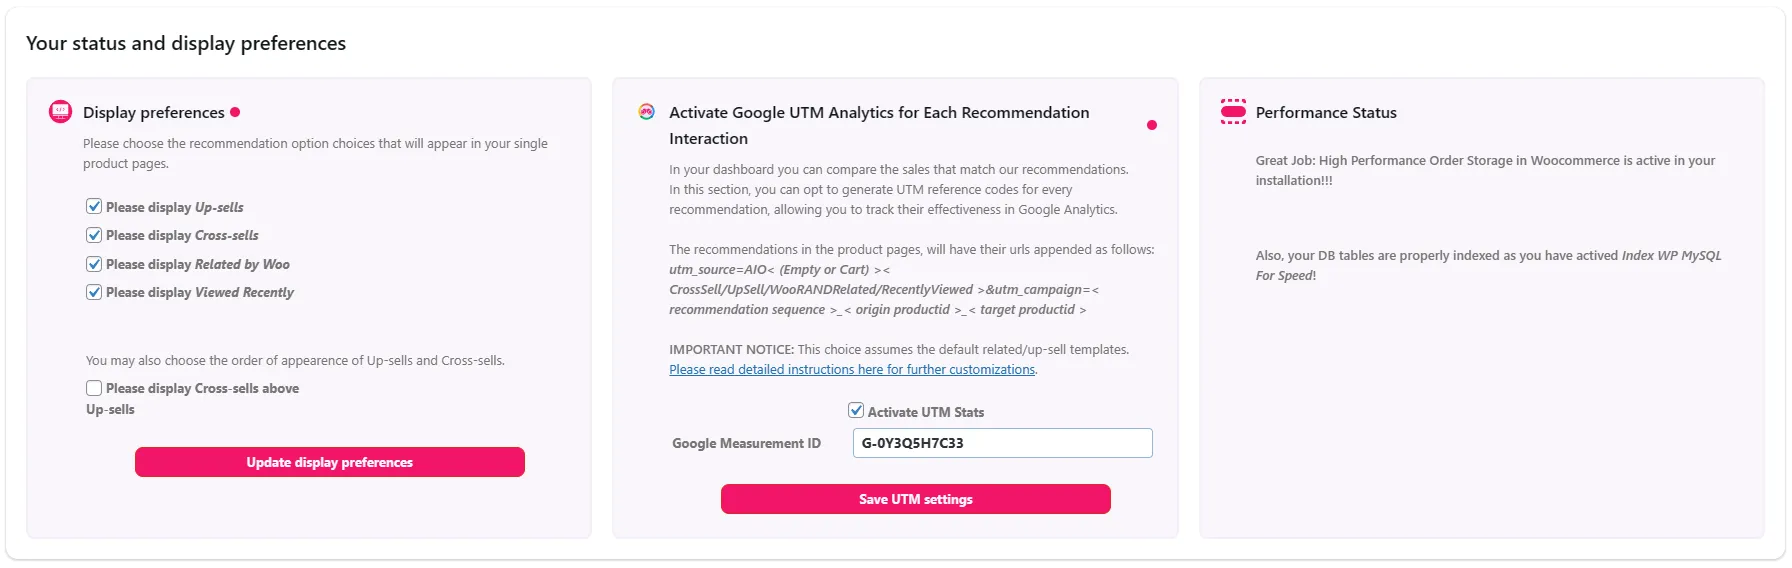 Your status and display preferences
Display preferences
Please choose the recommendation option choices that will appear in your single
product pages.
Please display Up-sells
Please display Cross-sells
Please display Related by Woo
Please display Viewed Recently
You may also choose the order of appearence of Up-sells and Cross-sells.
Please display Cross-sells above
Up-sells
Update display preferences
Activate Google UTM Analytics for Each Recommendation
Interaction
In your dashboard you can compare the sales that match our recommendations.
In this section, you can opt to generate UTM reference codes for every
recommendation, allowing you to track their effectiveness in Google Analytics.
The recommendations in the product pages, will have their urls appended as follows:
utm_source=AIO< (Empty or Cart) ><
CrossSell/UpSell/WooRANDRelated/RecentlyViewed >&utm_campaign=<
recommendation sequence >_< origin productid >_< target productid >
IMPORTANT NOTICE: This choice assumes the default related/up-sell templates.
Please read detailed instructions here for further customizations.
Activate UTM Stats
Google Measurement ID
G-0Y3Q5H7C33
Save UTM settings
Performance Status
Great Job: High Performance Order Storage in Woocommerce is active in your
installation!!!
Also, your DB tables are properly indexed as you have actived Index WP MySQL
For Speed!